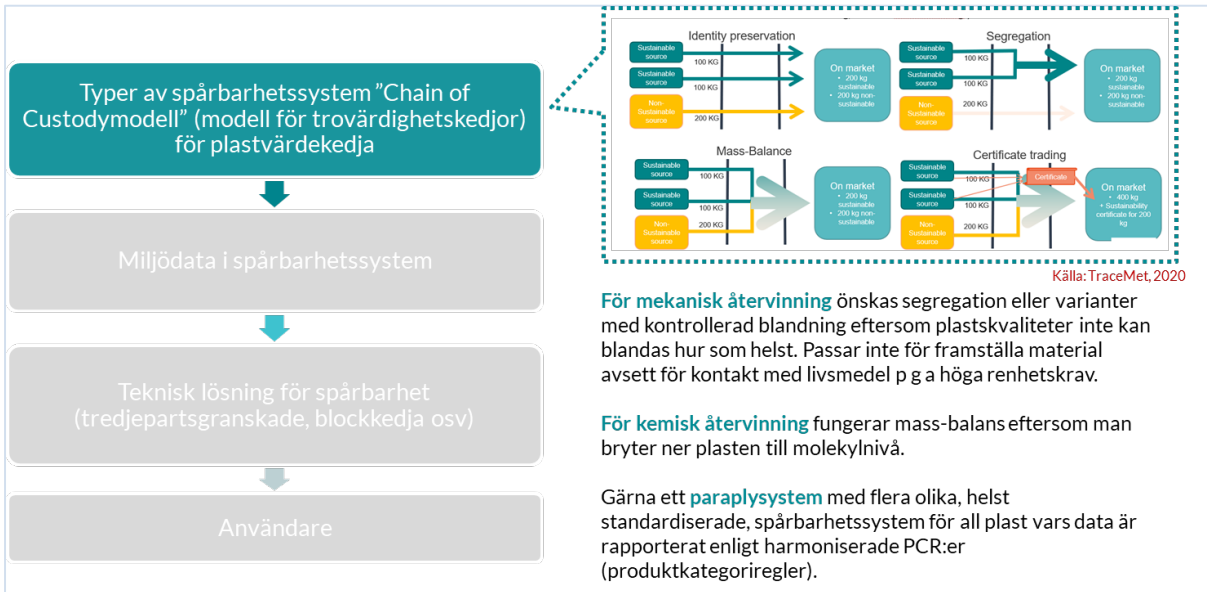 Typer av spårbarhetssystem ”Chain of
Custodymodell” (modell för trovärdighetskedjor)
för plastvärdekedja
Miljödata i spårbarhetssystem
Teknisk lösning för spårbarhet
(tredjepartsgranskade, blockkedja osv)
Användare
Identity preservation
Sustainable
source
100 KG
Sustainable
source
100 KG
Non-
Sustainable
source
200 KG
On market
• 200 kg
sustainable
• 200 kg non-
sustainable
Segregation
Sustainable
source
100 KG
Sustainable
source
100 KG
Non-
Sustainable
source
200 KG
On market
• 200 kg
sustainable
• 200 kg non-
sustainable
Mass-Balance
Sustainable
source
100 KG
Sustainable
source
100 KG
Non-
Sustainable
source
200 KG
On market
• 200 kg
sustainable
• 200 kg non-
sustainable
Certificate trading
Sustainable
source
100 KG
Sustainable
source
100 KG
Non-
Sustainable
source
200 KG
Certificate
On market
• 400 kg
• Sustainability
certificate for 200
kg
Källa: TraceMet, 2020
För mekanisk återvinning önskas segregation eller varianter
med kontrollerad blandning eftersom plastskvaliteter inte kan
blandas hur som helst. Passar inte för framställa material
avsett för kontakt med livsmedel p g a höga renhetskrav.
För kemisk återvinning fungerar mass-balans eftersom man
bryter ner plasten till molekylnivå.
Gärna ett paraplysystem med flera olika, helst
standardiserade, spårbarhetssystem för all plast vars data är
rapporterat enligt harmoniserade PCR:er
(produktkategoriregler).